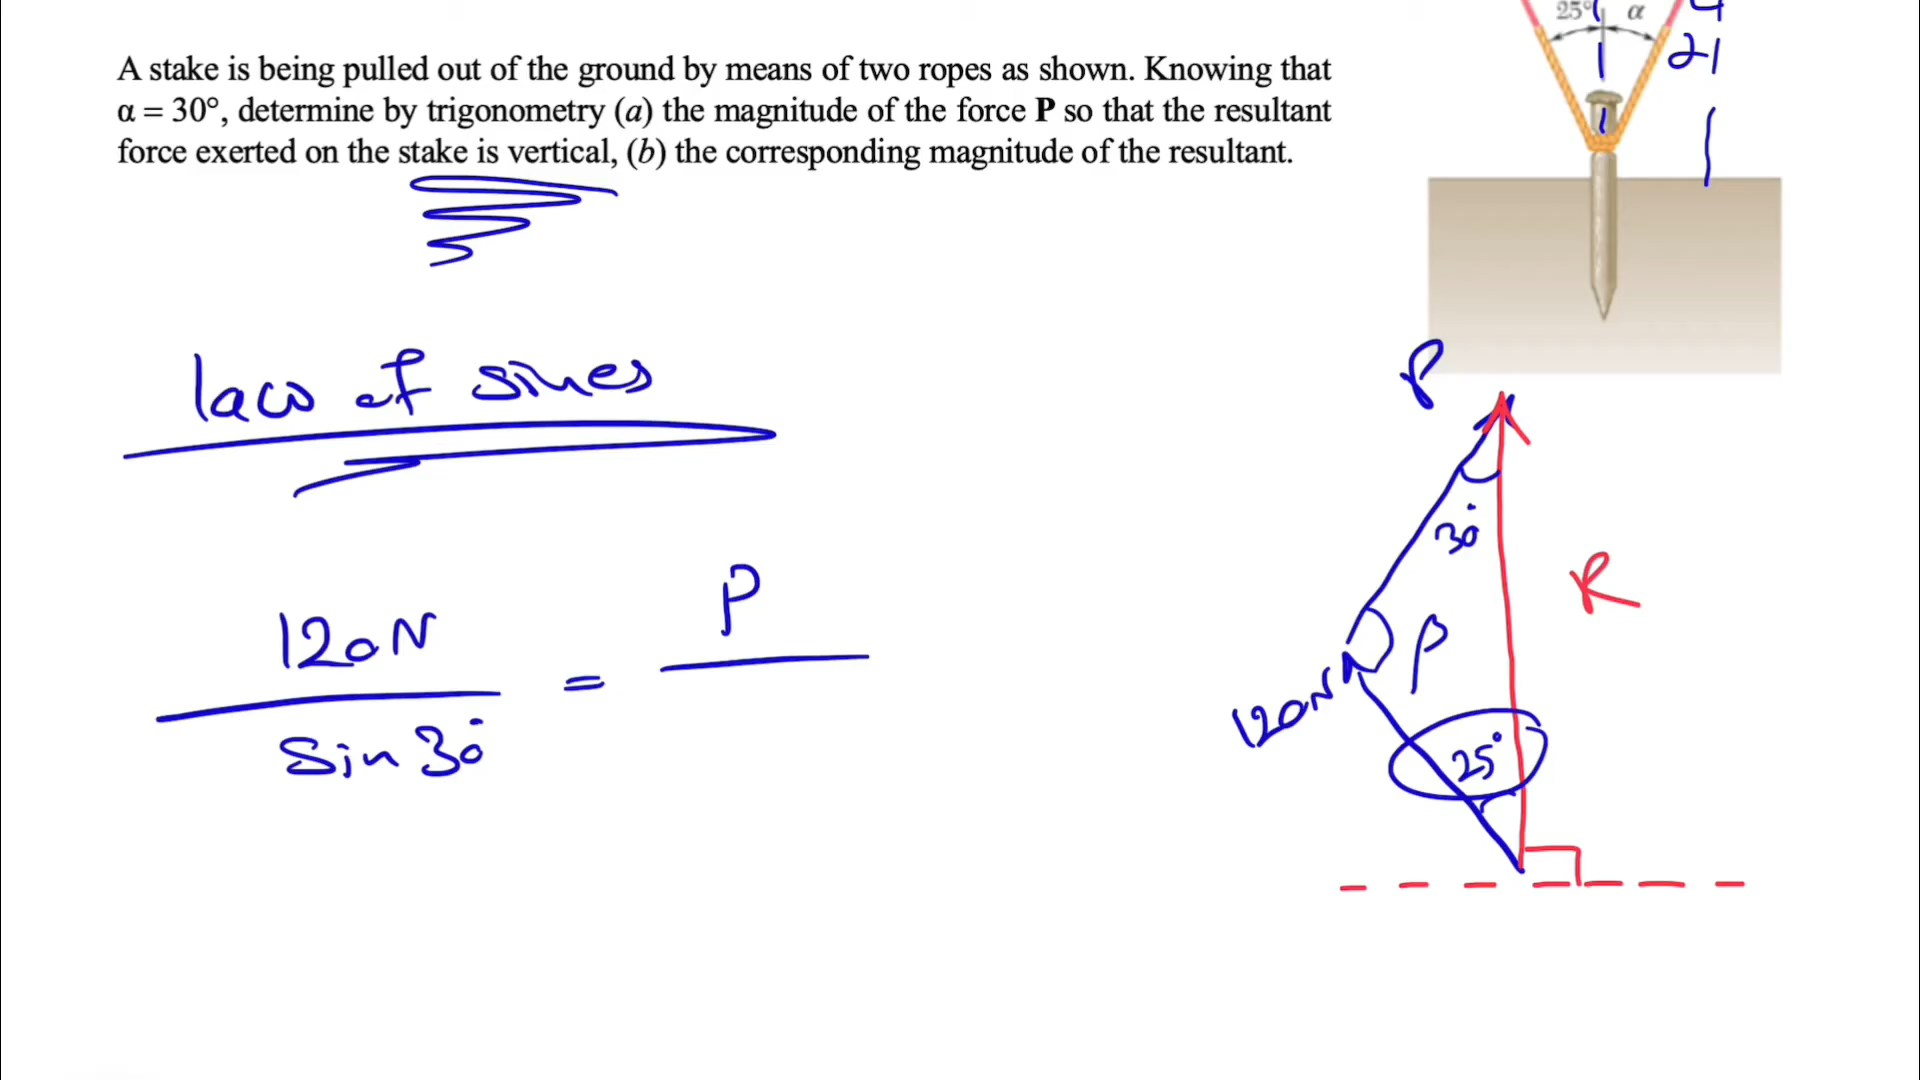 25° α
21
A stake is being pulled out of the ground by means of two ropes as shown. Knowing that
α = 30°, determine by trigonometry (a) the magnitude of the force P so that the resultant
force exerted on the stake is vertical, (b) the corresponding magnitude of the resultant.
law of sines
P
30°
R
120N = P
sin 30°
β
120N
25°